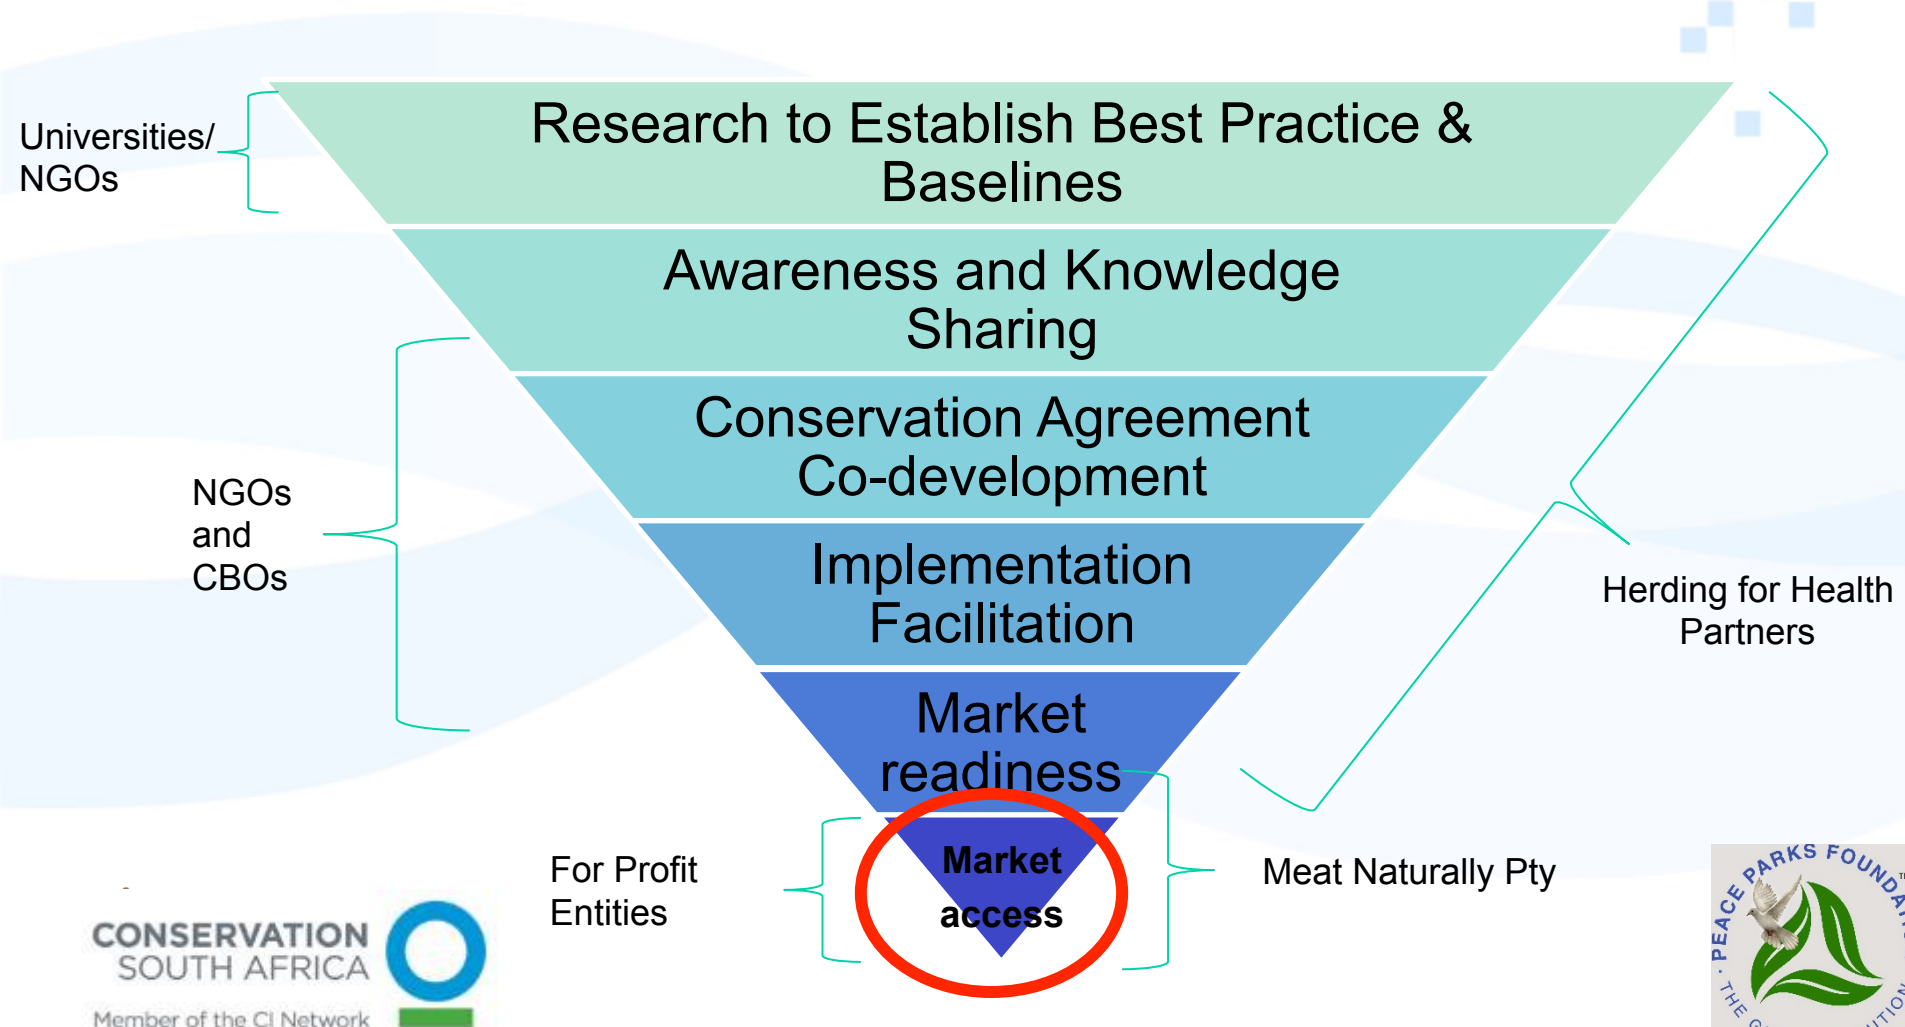 Research to Establish Best Practice &
Baselines
Universities/
NGOs
Awareness and Knowledge
Sharing
Conservation Agreement
Co-development
NGOs
and
CBOs
Implementation
Facilitation
Herding for Health
Partners
Market
readiness
Market
access
For Profit
Entities
Meat Naturally Pty
CONSERVATION
SOUTH AFRICA
Member of the CI Network
PEACE PARKS FOUNDATION
THE